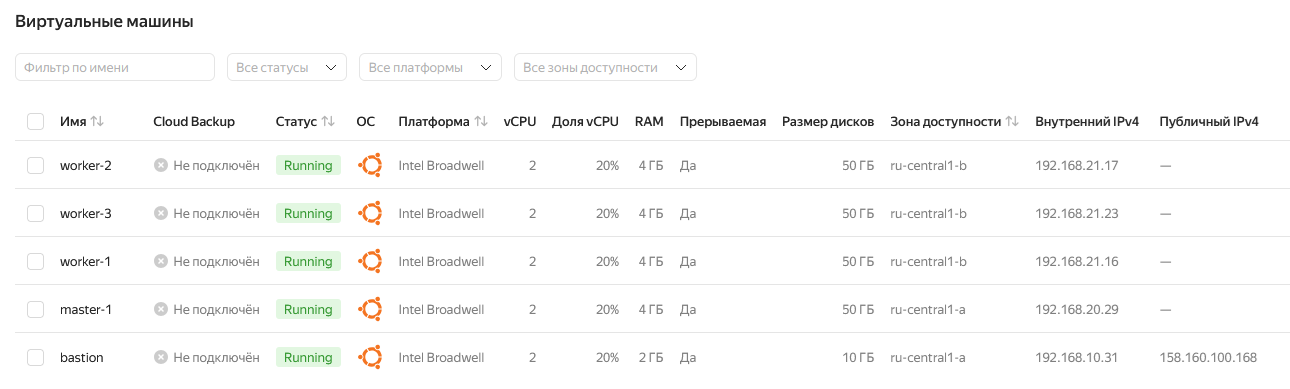 Виртуальные машины
Фильтр по имени Все статусы Все платформы Все зоны доступности
Имя Cloud Backup Статус ОС Платформа vCPU Доля vCPU RAM Прерываемая Размер дисков Зона доступности Внутренний IPv4 Публичный IPv4
worker-2 Не подключён Running Intel Broadwell 2 20% 4 ГБ Да 50 ГБ ru-central1-b 192.168.21.17 —
worker-3 Не подключён Running Intel Broadwell 2 20% 4 ГБ Да 50 ГБ ru-central1-b 192.168.21.23 —
worker-1 Не подключён Running Intel Broadwell 2 20% 4 ГБ Да 50 ГБ ru-central1-b 192.168.21.16 —
master-1 Не подключён Running Intel Broadwell 2 20% 4 ГБ Да 50 ГБ ru-central1-a 192.168.20.29 —
bastion Не подключён Running Intel Broadwell 2 20% 2 ГБ Да 10 ГБ ru-central1-a 192.168.10.31 158.160.100.168